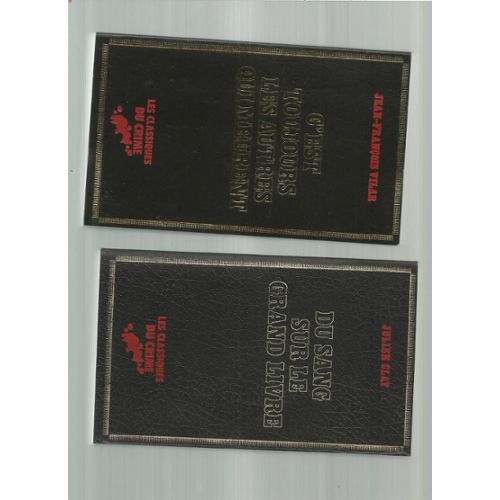 JEAN-FRANÇOIS VILAR
C'EST
TOUJOURS
LES AUTRES
QUI MEURENT
LES CLASSIQUES
DU CRIME
JULIEN CLAY
DU SANG
SUR LE
GRAND LIVRE
LES CLASSIQUES
DU CRIME